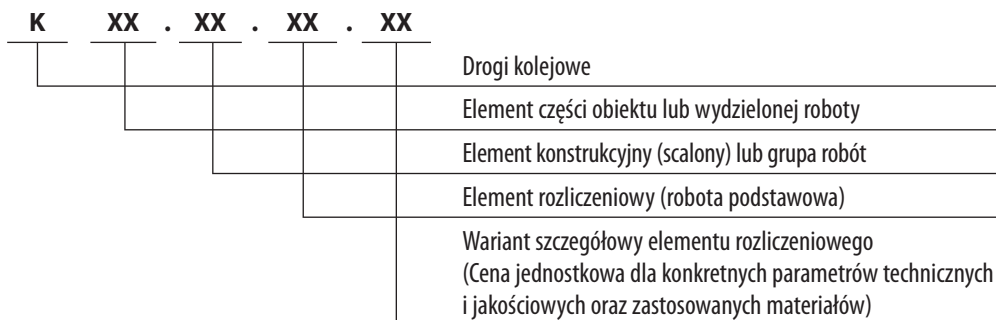 K XX . XX . XX . XX
Drogi kolejowe
Element części obiektu lub wydzielonej roboty
Element konstrukcyjny (scalony) lub grupa robót
Element rozliczeniowy (robota podstawowa)
Wariant szczegółowy elementu rozliczeniowego
(Cena jednostkowa dla konkretnych parametrów technicznych
i jakościowych oraz zastosowanych materiałów)